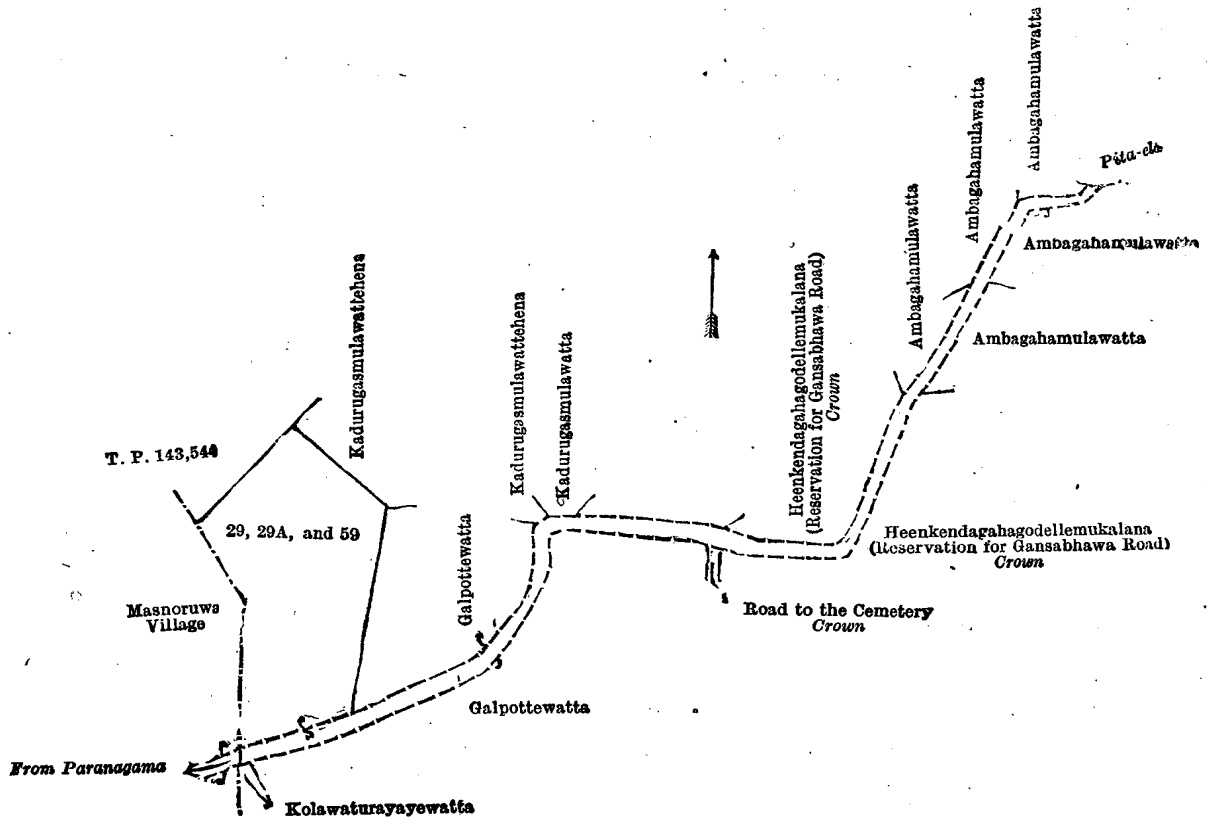 Ambagahamulawatta
Ambagahamulawatta
Pita-ela
Ambagahamulawatta
Ambagahamulawatta
Ambagahamulawatta
Heenkendagahagodellemukalana
(Reservation for Gansabhawa Road)
Crown
Kadurugasmulawattehena
T. P. 143,544
Kadurugasmulawattehena
Kadurugasmulawatta
29, 29A, and 59
Heenkendagahagodellemukalana
(Reservation for Gansabhawa Road)
Crown
Galpottewatta
Masnoruwa
Village
Road to the Cemetery
Crown
Galpottewatta
From Paranagama
Kolawaturayayewatta